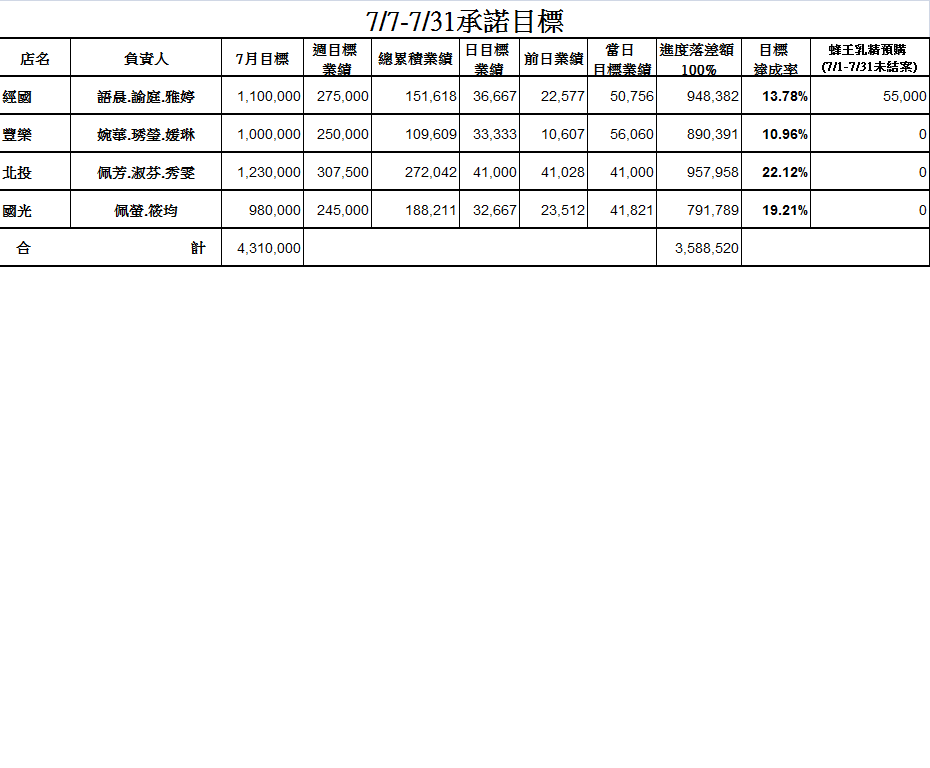 7/7-7/31承諾目標
店名 負責人 7月目標 週目標業績 總累積業績 日目標業績 前日業績 當日目標業績 進度落差額100% 目標達成率 蜂王乳精預購(7/1-7/31未結案)
經國 語晨.諭庭.雅婷 1,100,000 275,000 151,618 36,667 22,577 50,756 948,382 13.78% 55,000
豐樂 婉華.琇瑩.媛琳 1,000,000 250,000 109,609 33,333 10,607 56,060 890,391 10.96% 0
北投 佩芳.淑芬.秀雯 1,230,000 307,500 272,042 41,000 41,028 41,000 957,958 22.12% 0
國光 佩螢.筱均 980,000 245,000 188,211 32,667 23,512 41,821 791,789 19.21% 0
合計 4,310,000 3,588,520